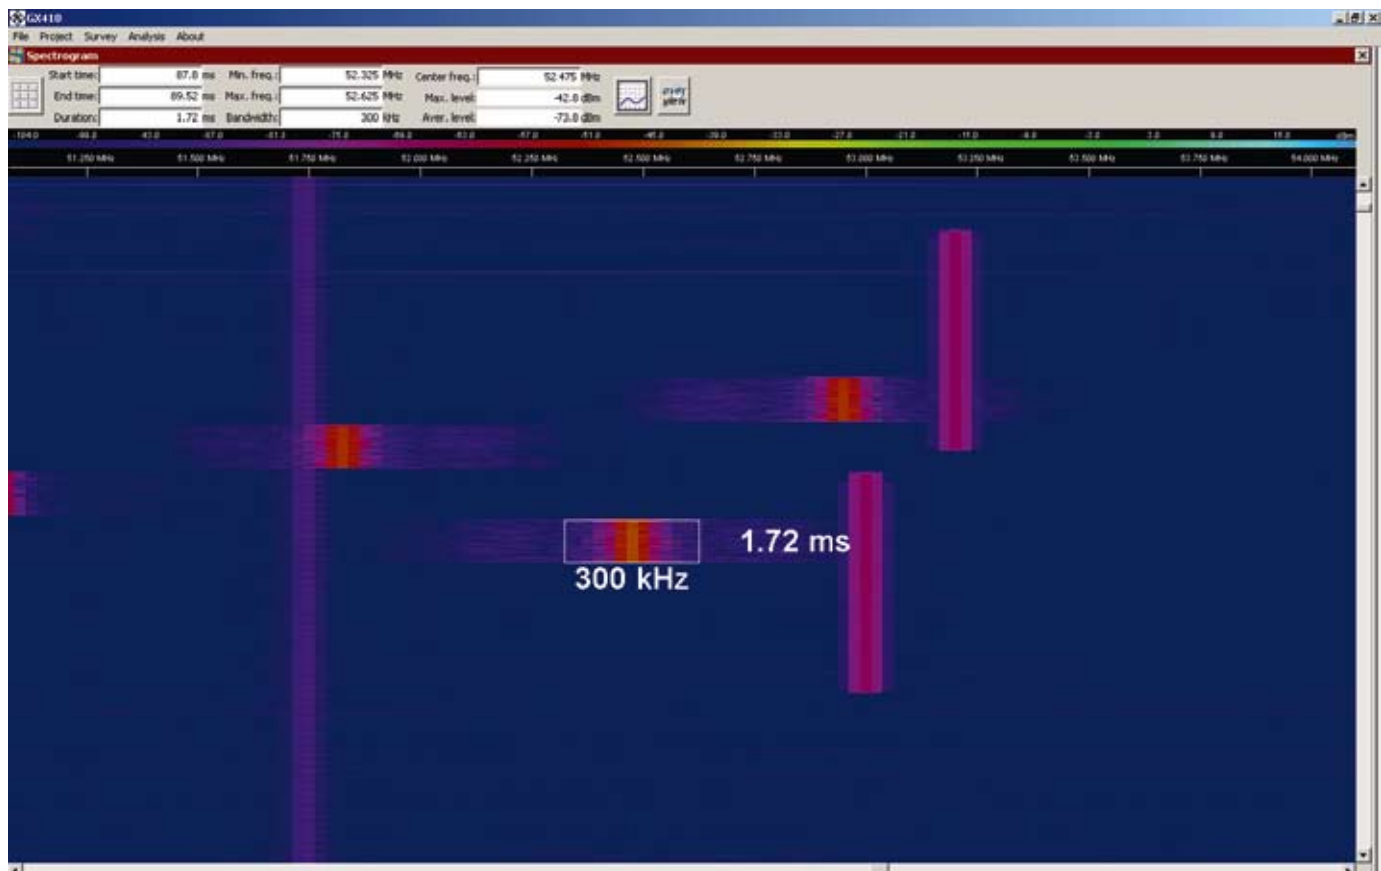 GX410
File Project Survey Analysis About
Spectrogram
Start time: 87.8 ms Min. freq.: 52.325 MHz Center freq.: 52.475 MHz
End time: 89.52 ms Max. freq.: 52.625 MHz Max. level: -42.0 dBm
Duration: 1.72 ms Bandwidth: 300 kHz Aver. level: -73.0 dBm
51.250 MHz 51.500 MHz 51.750 MHz 52.000 MHz 52.250 MHz 52.500 MHz 52.750 MHz 53.000 MHz 53.250 MHz 53.500 MHz 53.750 MHz 54.000 MHz
1.72 ms
300 kHz